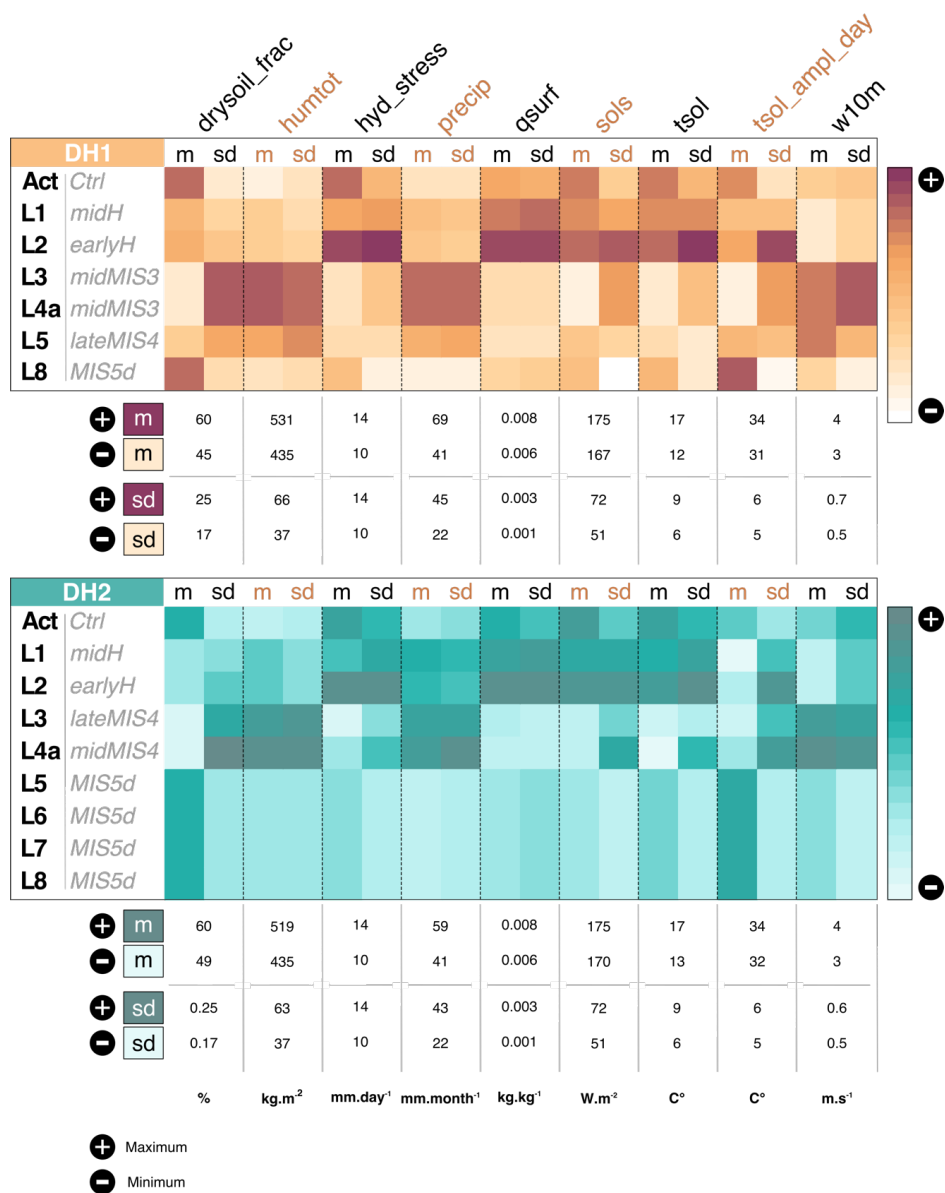 drysoil_frac humtot hyd_stress precip qsurf sols tsol tsol_ampl_day w10m
DH1 m sd m sd m sd m sd m sd m sd m sd m sd m sd
Act Ctrl +
L1 midH
L2 earlyH
L3 midMIS3
L4a midMIS3
L5 lateMIS4
L8 MIS5d −
+ m 60 531 14 69 0.008 175 17 34 4
− m 45 435 10 41 0.006 167 12 31 3
+ sd 25 66 14 45 0.003 72 9 6 0.7
− sd 17 37 10 22 0.001 51 6 5 0.5
DH2 m sd m sd m sd m sd m sd m sd m sd m sd m sd
Act Ctrl +
L1 midH
L2 earlyH
L3 lateMIS4
L4a midMIS4
L5 MIS5d
L6 MIS5d
L7 MIS5d
L8 MIS5d −
+ m 60 519 14 59 0.008 175 17 34 4
− m 49 435 10 41 0.006 170 13 32 3
+ sd 0.25 63 14 43 0.003 72 9 6 0.6
− sd 0.17 37 10 22 0.001 51 6 5 0.5
% kg.m² mm.day⁻¹ mm.month⁻¹ kg.kg⁻¹ W.m⁻² C° C° m.s⁻¹
+ Maximum
− Minimum